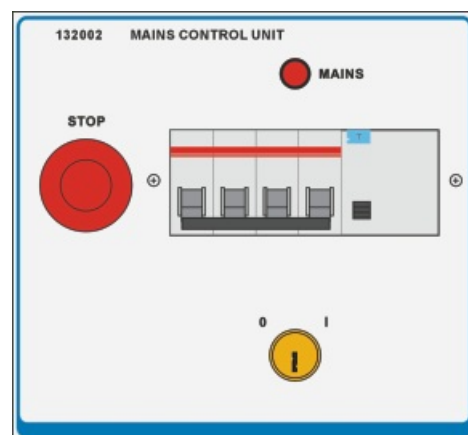 132002 MAINS CONTROL UNIT
MAINS
STOP
T
0 I